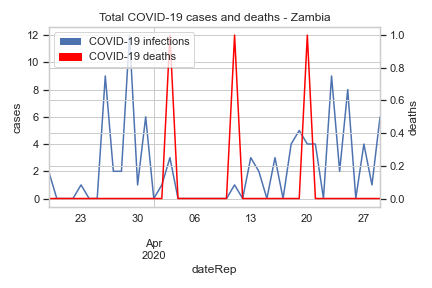 Total COVID-19 cases and deaths - Zambia
COVID-19 infections
COVID-19 deaths
12
10
8
6
4
2
0
cases
1.0
0.8
0.6
0.4
0.2
0.0
deaths
23
30
06
13
20
27
Apr
2020
dateRep